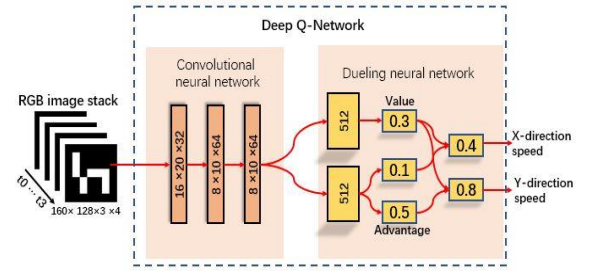 Deep Q-Network
Convolutional
neural network
Dueling neural network
RGB image stack
t0 ... t3
160× 128×3 ×4
16 ×20 ×32
8 ×10 ×64
8 ×10 ×64
512
512
Value
0.3
0.1
0.5
Advantage
0.4
0.8
X-direction
speed
Y-direction
speed